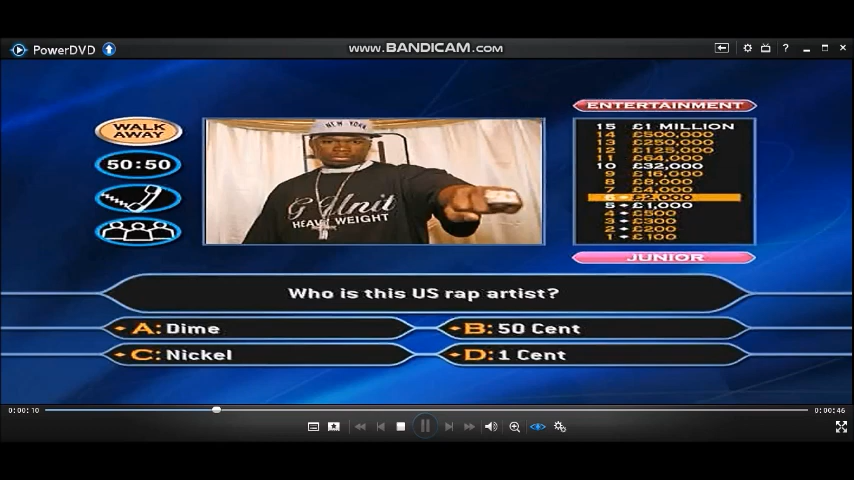 PowerDVD
www.BANDICAM.com
?
WALK AWAY
50:50
NEW-YORK
G Unit
HEAVY WEIGHT
ENTERTAINMENT
15 £1 MILLION
14 £500,000
13 £250,000
12 £125,000
11 £64,000
10 £32,000
9 £16,000
8 £8,000
7 £4,000
6 £2,000
5 £1,000
4 £500
3 £300
2 £200
1 £100
JUNIOR
Who is this US rap artist?
A: Dime
B: 50 Cent
C: Nickel
D: 1 Cent
0:00:10
0:00:46